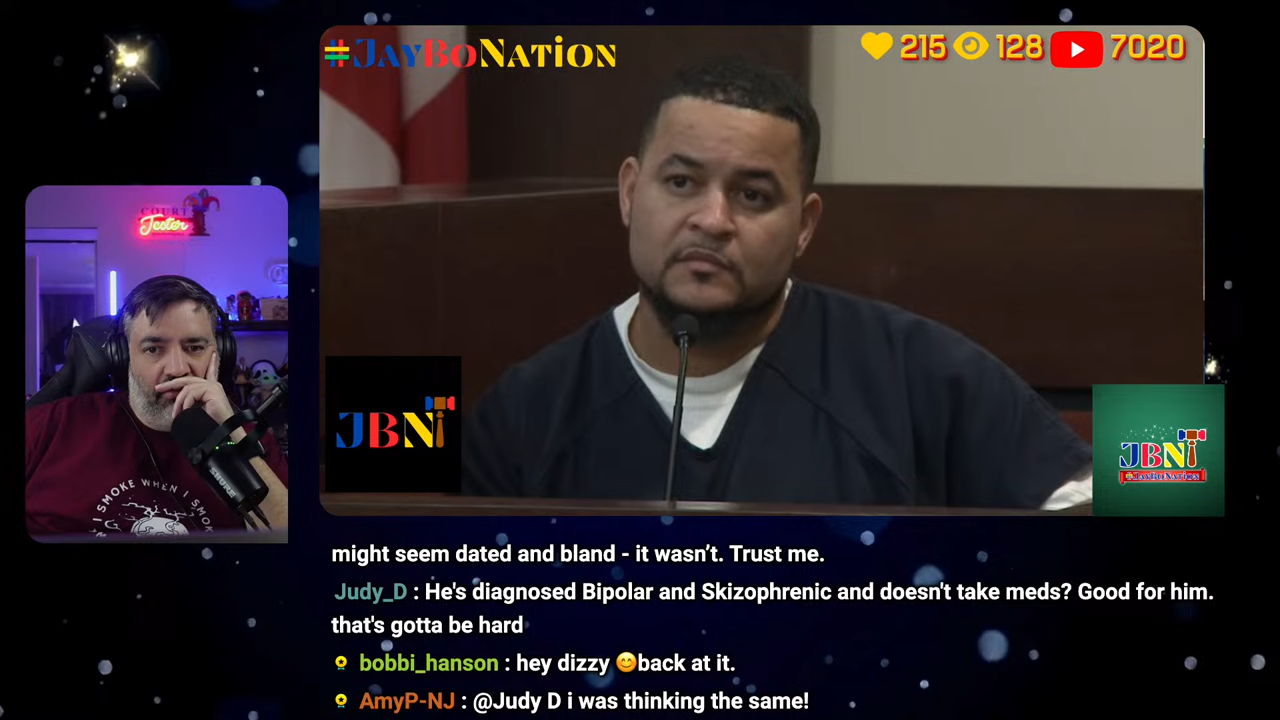 #JAYBONATION
215 128 7020
COURT
Jester
I SMOKE WHEN I SMOK
JBN
JBN
#JAYBONATION
might seem dated and bland - it wasn't. Trust me.
Judy_D : He's diagnosed Bipolar and Skizophrenic and doesn't take meds? Good for him.
that's gotta be hard
bobbi_hanson : hey dizzy 😊back at it.
AmyP-NJ : @Judy D i was thinking the same!